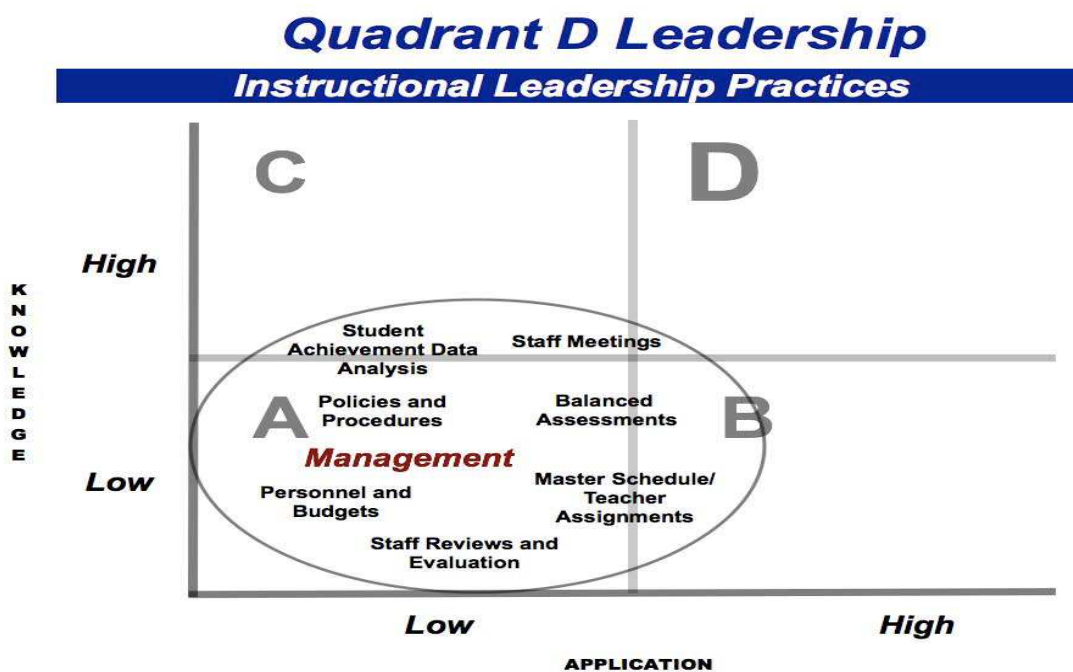 Quadrant D Leadership
Instructional Leadership Practices
C
D
High
KNOWLEDGE
Student
Achievement Data
Analysis
Staff Meetings
A
Policies and
Procedures
Balanced
Assessments
B
Management
Low
Personnel and
Budgets
Master Schedule/
Teacher
Assignments
Staff Reviews and
Evaluation
Low
High
APPLICATION